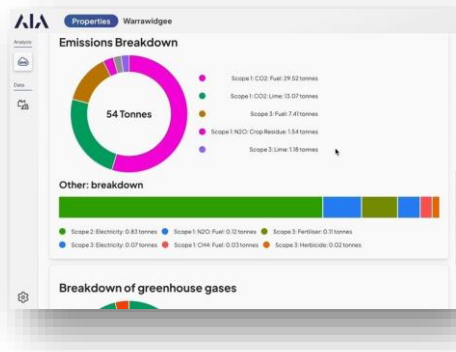 AIA
Properties Warrawidgee
Analysis
Emissions Breakdown
54 Tonnes
Scope 1: CO2: Fuel: 29.52 tonnes
Scope 1: CO2: Lime: 13.07 tonnes
Scope 3: Fuel: 7.41 tonnes
Scope 1: N2O: Crop Residue: 1.54 tonnes
Scope 3: Lime: 1.18 tonnes
Data
Other: breakdown
Scope 2: Electricity: 0.83 tonnes Scope 1: N2O: Fuel: 0.12 tonnes Scope 3: Fertiliser: 0.11 tonnes
Scope 3: Electricity: 0.07 tonnes Scope 1: CH4: Fuel: 0.03 tonnes Scope 3: Herbicide: 0.02 tonnes
Breakdown of greenhouse gases